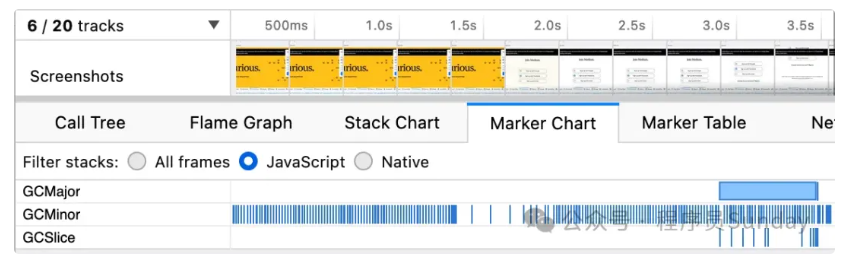 6 / 20 tracks ▼ 500ms 1.0s 1.5s 2.0s 2.5s 3.0s 3.5s
Screenshots
Call Tree Flame Graph Stack Chart Marker Chart Marker Table Ne
Filter stacks: All frames JavaScript Native
GCMajor
GCMinor
公众号 · 程序员Sunday
GCSlice